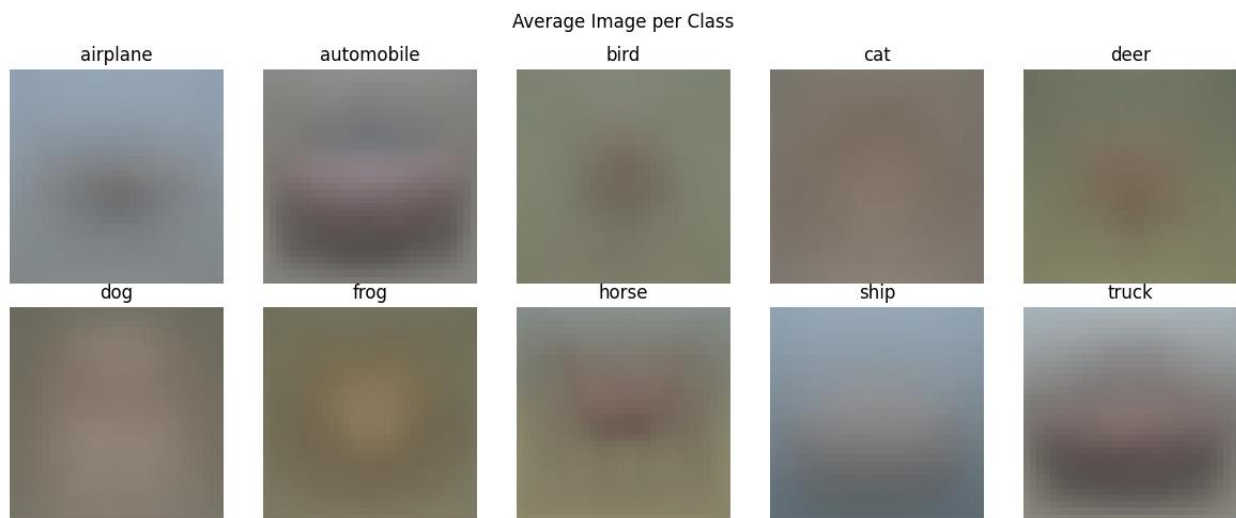 Average Image per Class
airplane automobile bird cat deer
dog frog horse ship truck